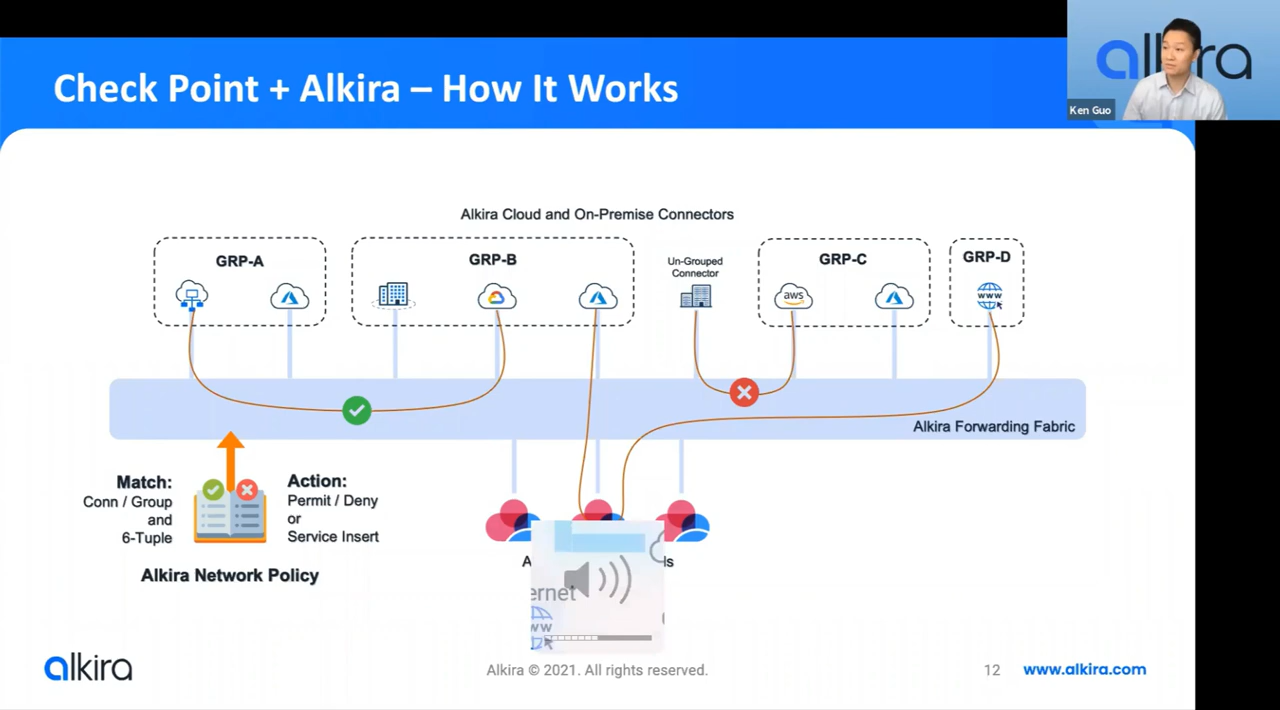 Check Point + Alkira – How It Works
alkira
Ken Guo
Alkira Cloud and On-Premise Connectors
GRP-A
GRP-B
Un-Grouped
Connector
GRP-C
GRP-D
aws
WWW
Alkira Forwarding Fabric
Match:
Conn / Group
and
6-Tuple
Action:
Permit / Deny
or
Service Insert
Alkira Network Policy
alkira
Alkira © 2021. All rights reserved.
12
www.alkira.com